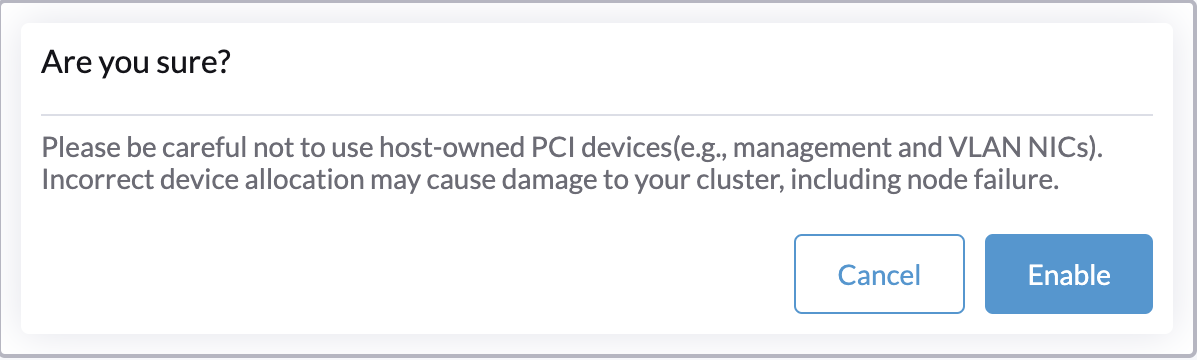 Are you sure?
Please be careful not to use host-owned PCI devices(e.g., management and VLAN NICs).
Incorrect device allocation may cause damage to your cluster, including node failure.
Cancel
Enable